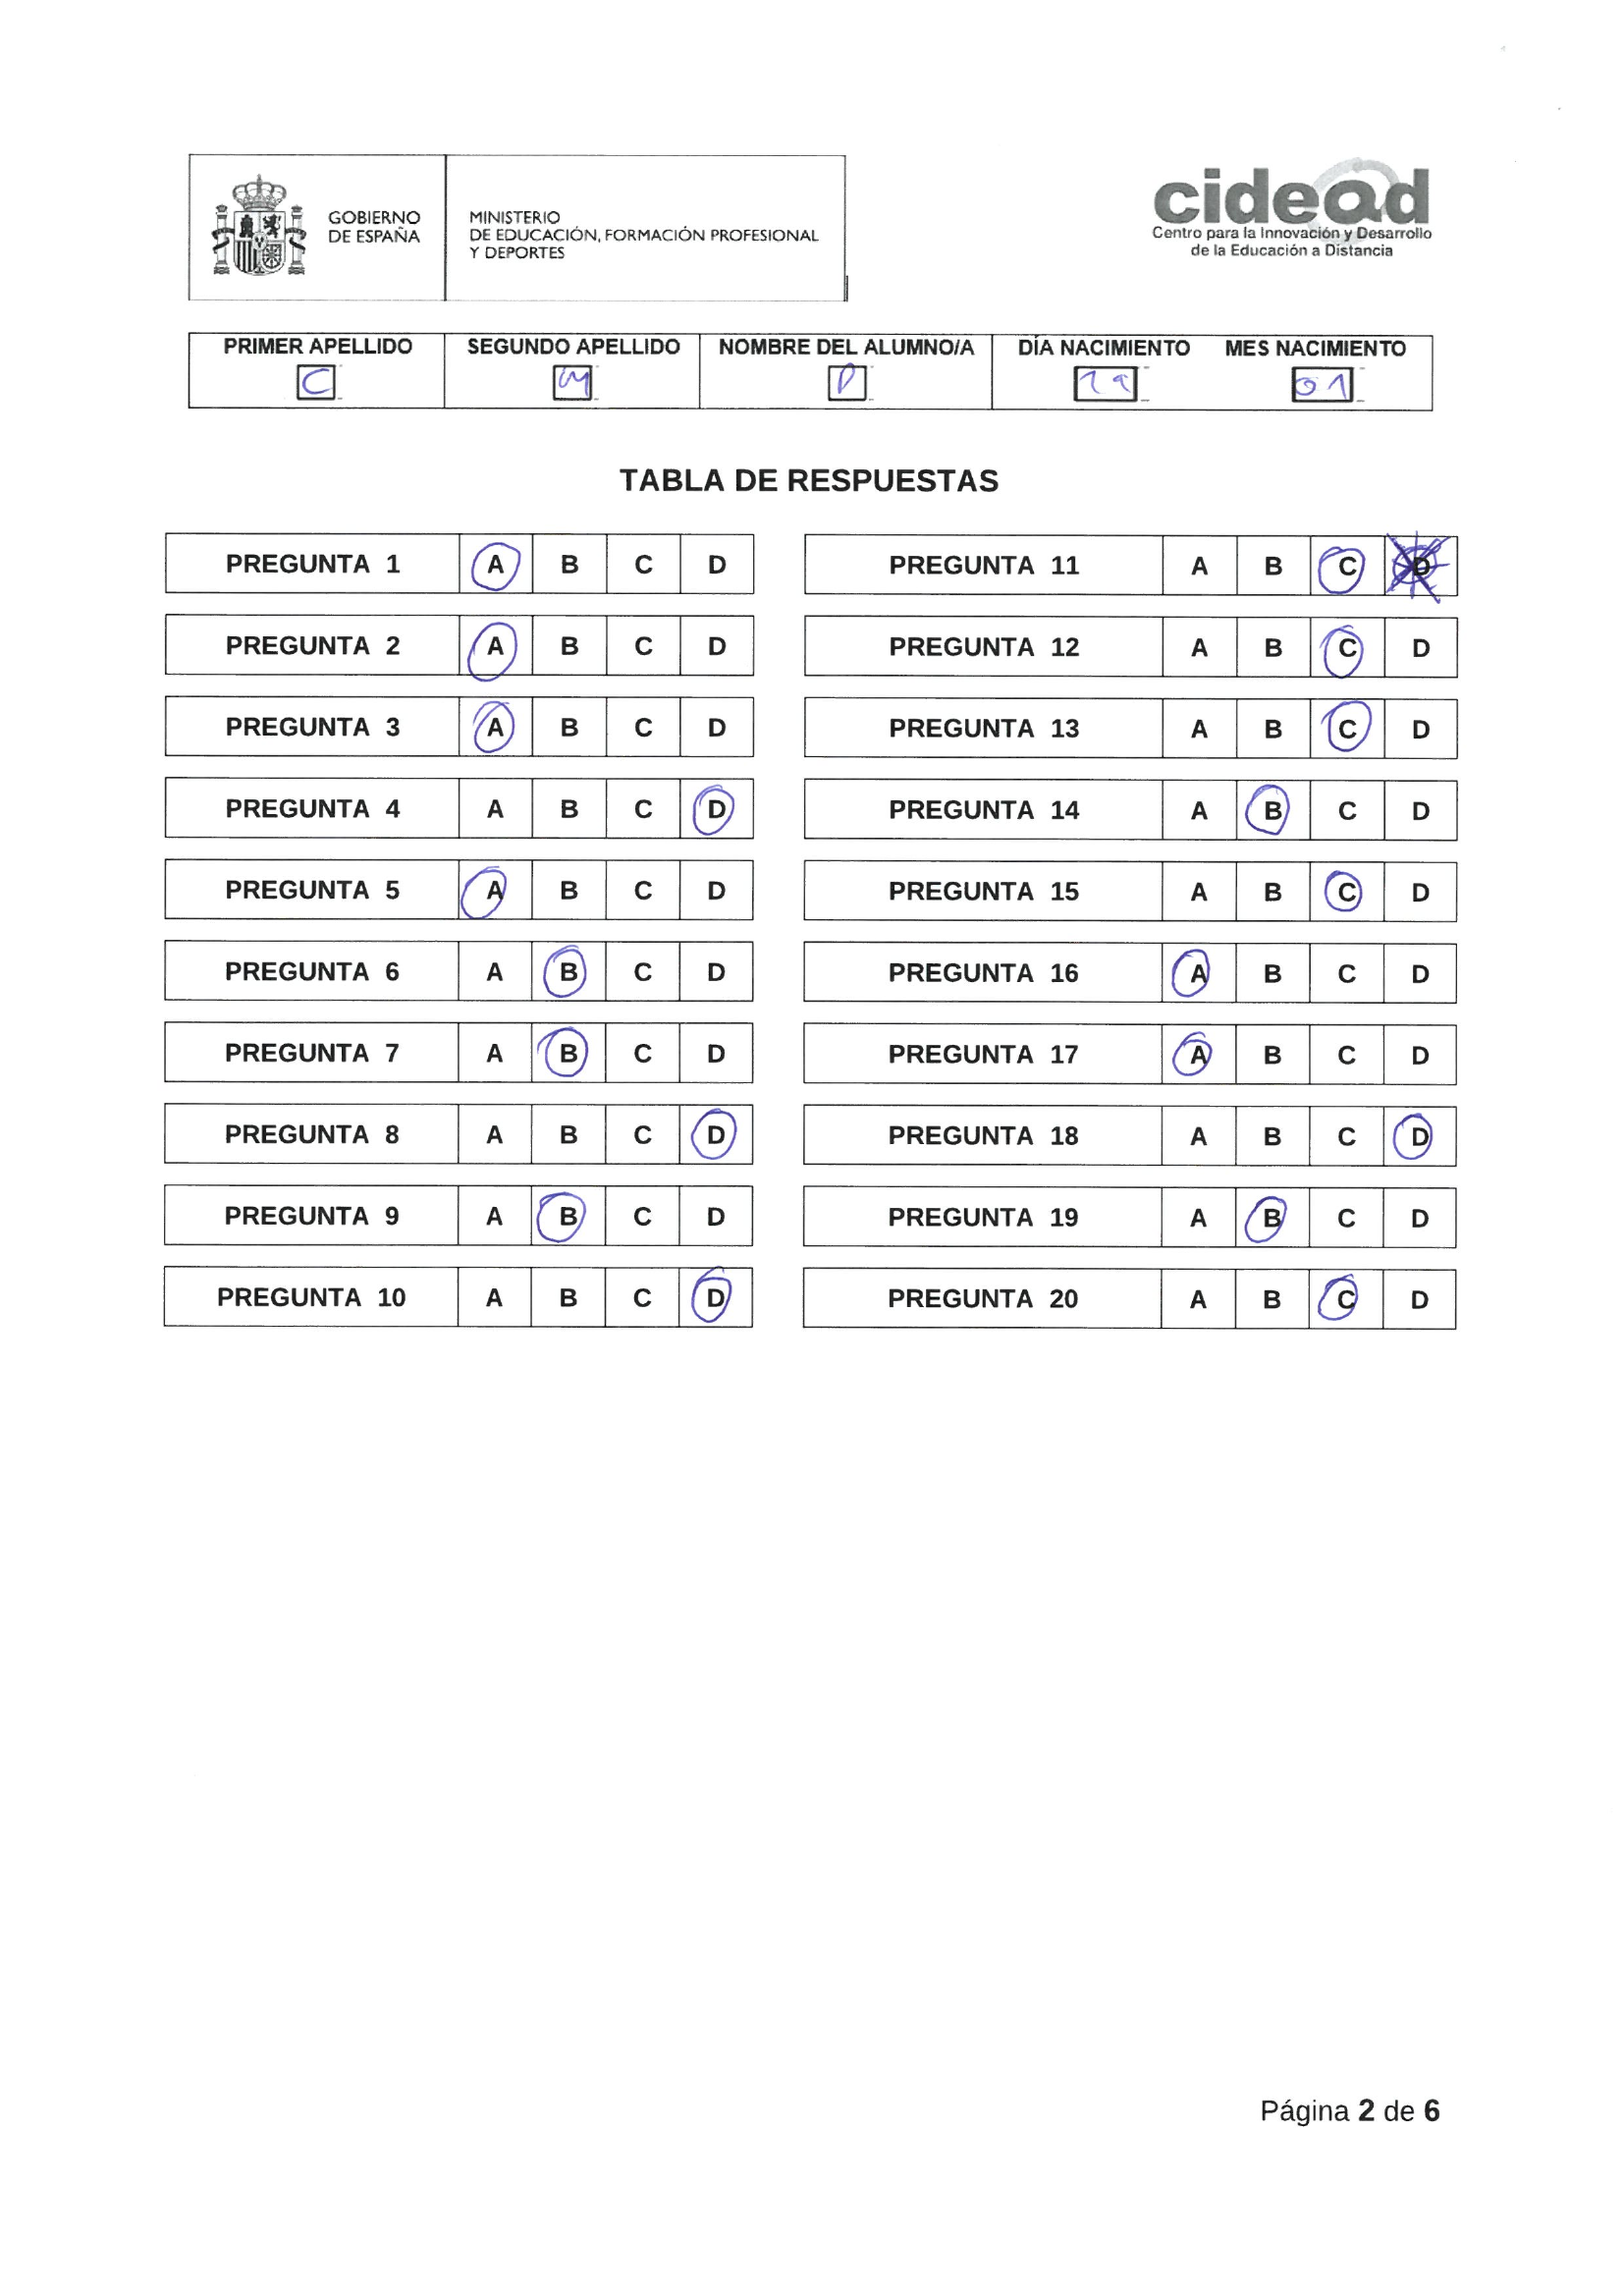 GOBIERNO
DE ESPAÑA
MINISTERIO
DE EDUCACIÓN, FORMACIÓN PROFESIONAL
Y DEPORTES
cidead
Centro para la Innovación y Desarrollo
de la Educación a Distancia
PRIMER APELLIDO SEGUNDO APELLIDO NOMBRE DEL ALUMNO/A DÍA NACIMIENTO MES NACIMIENTO
C M P 19 01
TABLA DE RESPUESTAS
PREGUNTA 1 A B C D
PREGUNTA 2 A B C D
PREGUNTA 3 A B C D
PREGUNTA 4 A B C D
PREGUNTA 5 A B C D
PREGUNTA 6 A B C D
PREGUNTA 7 A B C D
PREGUNTA 8 A B C D
PREGUNTA 9 A B C D
PREGUNTA 10 A B C D
PREGUNTA 11 A B C D
PREGUNTA 12 A B C D
PREGUNTA 13 A B C D
PREGUNTA 14 A B C D
PREGUNTA 15 A B C D
PREGUNTA 16 A B C D
PREGUNTA 17 A B C D
PREGUNTA 18 A B C D
PREGUNTA 19 A B C D
PREGUNTA 20 A B C D
Página 2 de 6